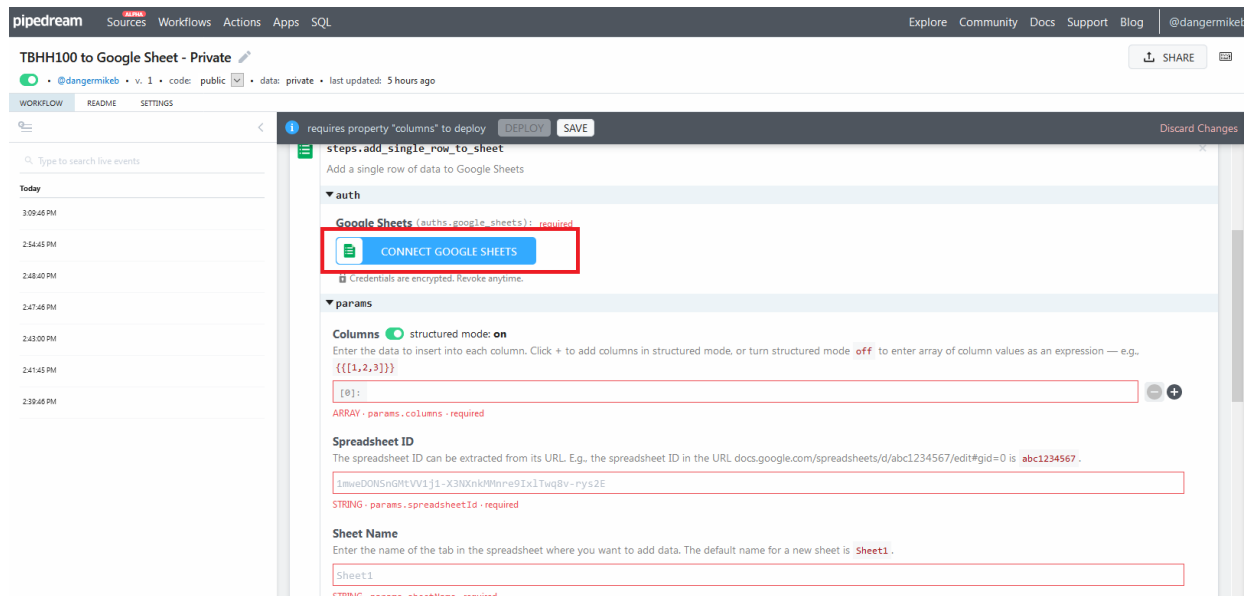 pipedream Sources ALPHA Workflows Actions Apps SQL Explore Community Docs Support Blog @dangermikeb
TBHH100 to Google Sheet - Private SHARE
• @dangermikeb • v. 1 • code: public • data: private • last updated: 5 hours ago
WORKFLOW README SETTINGS
requires property "columns" to deploy DEPLOY SAVE Discard Changes
steps.add_single_row_to_sheet
Type to search live events
Add a single row of data to Google Sheets
Today
auth
3:09:46 PM
Google Sheets (auths.google_sheets): required
2:54:45 PM
CONNECT GOOGLE SHEETS
2:48:40 PM
Credentials are encrypted. Revoke anytime.
2:47:46 PM
params
2:43:00 PM
Columns structured mode: on
Enter the data to insert into each column. Click + to add columns in structured mode, or turn structured mode off to enter array of column values as an expression — e.g.,
2:41:45 PM
{{[1,2,3]}}
2:39:46 PM
[0]:
ARRAY · params.columns · required
Spreadsheet ID
The spreadsheet ID can be extracted from its URL. E.g., the spreadsheet ID in the URL docs.google.com/spreadsheets/d/abc1234567/edit#gid=0 is abc1234567.
1mweDONSnGMtVV1j1-X3NXnkMMnre9IxlTwq8v-rys2E
STRING · params.spreadsheetId · required
Sheet Name
Enter the name of the tab in the spreadsheet where you want to add data. The default name for a new sheet is Sheet1.
Sheet1
STRING · params.sheetName · required